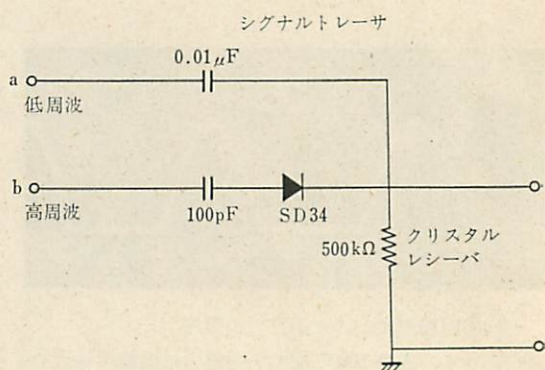 シグナルトレーサ
0.01μF
a
低周波
b
高周波
100pF
SD34
500kΩ
クリスタル
レシーバ